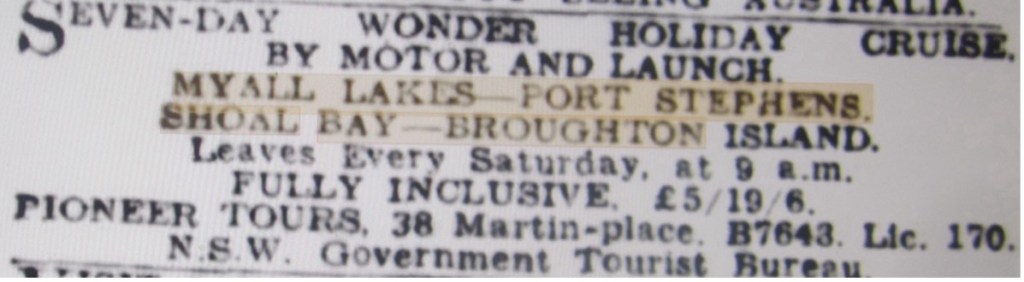 AUSTRALIA.
SEVEN-DAY WONDER HOLIDAY CRUISE.
BY MOTOR AND LAUNCH.
MYALL LAKES—PORT STEPHENS.
SHOAL BAY—BROUGHTON ISLAND.
Leaves Every Saturday, at 9 a.m.
FULLY INCLUSIVE, £5/19/6.
PIONEER TOURS, 38 Martin-place. B7643. Lic. 170.
N.S.W. Government Tourist Bureau.